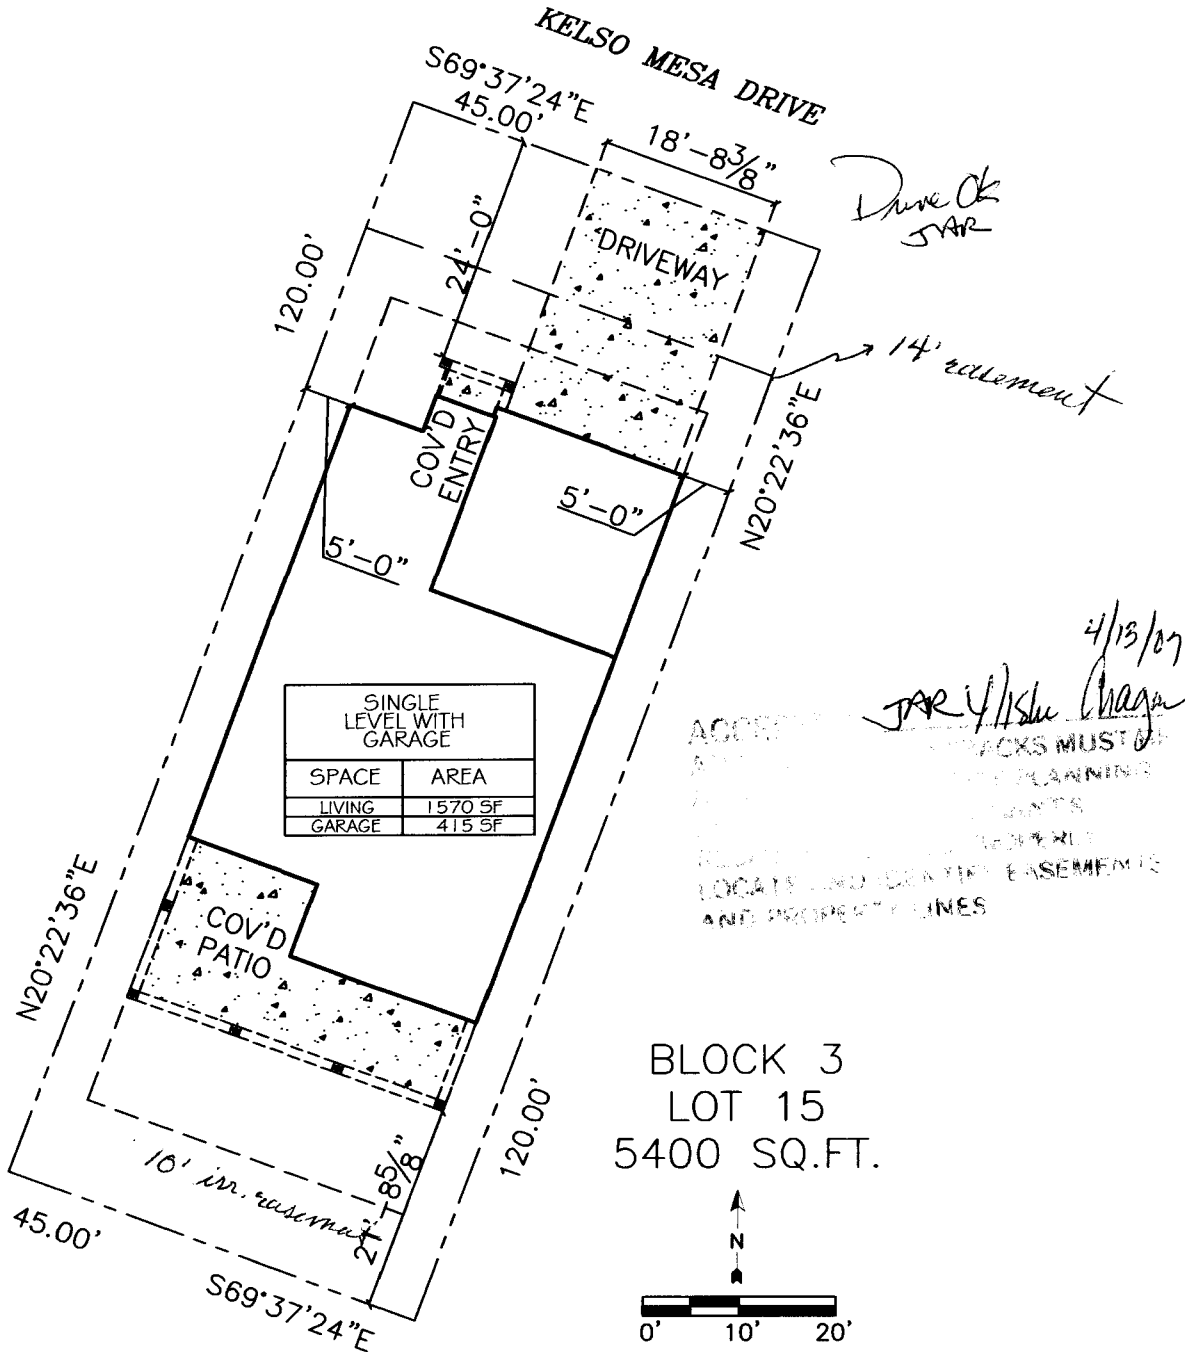 KELSO MESA DRIVE
S69°37'24"E
45.00'
18'-8 3/8"
Drive Ok
JAR
24'-0"
DRIVEWAY
120.00'
14' easement
N20°22'36"E
COV'D
ENTRY
5'-0"
5'-0"
4/13/07
JAR
SINGLE
LEVEL WITH
GARAGE
SPACE AREA
LIVING 1570 SF
GARAGE 415 SF
MUST
PLANNING
LOCATE AND IDENTIFY EASEMENTS
AND PROPERTY LINES
COV'D
PATIO
N20°22'36"E
BLOCK 3
LOT 15
5400 SQ.FT.
120.00'
10' irr. easement
21'-8 5/8"
45.00'
S69°37'24"E
N
0' 10' 20'